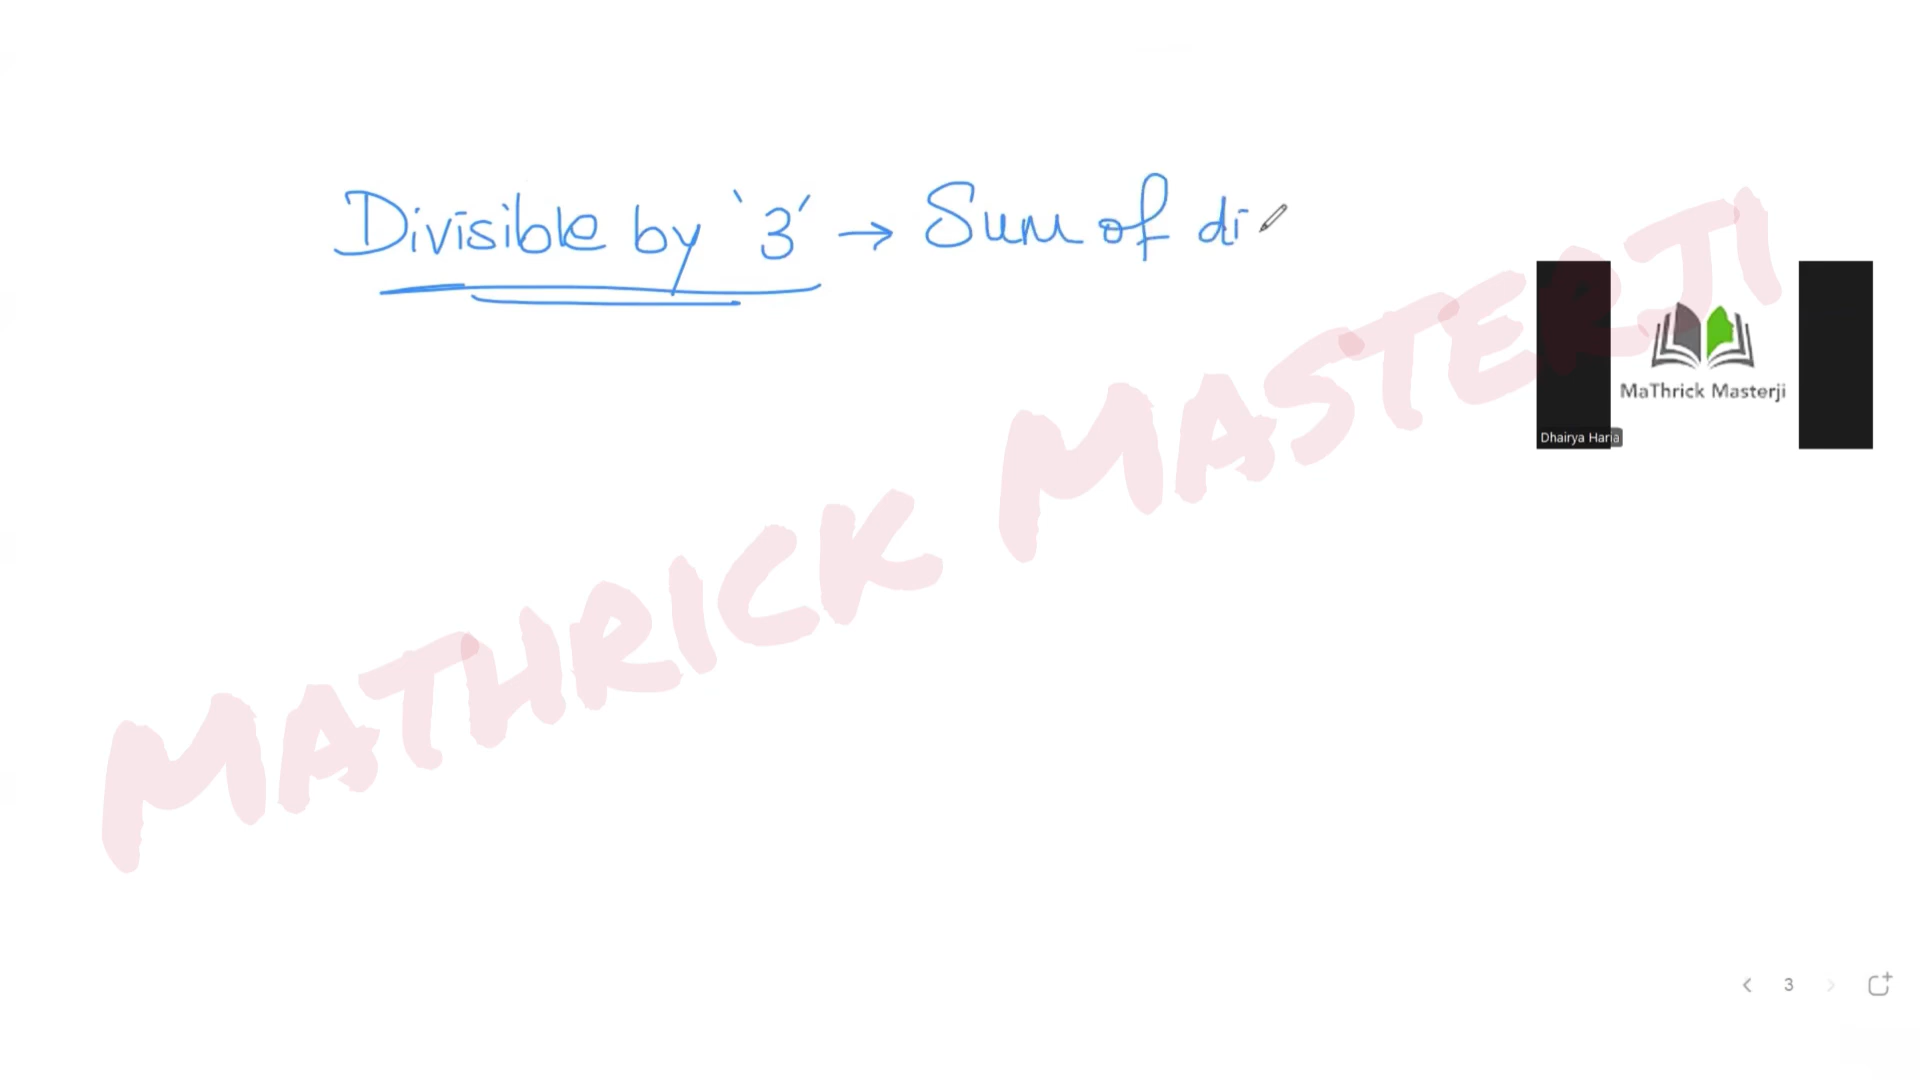 Divisible by '3' → Sum of di
MATHRICK MASTERJI
MaThrick Masterji
Dhairya Haria
3